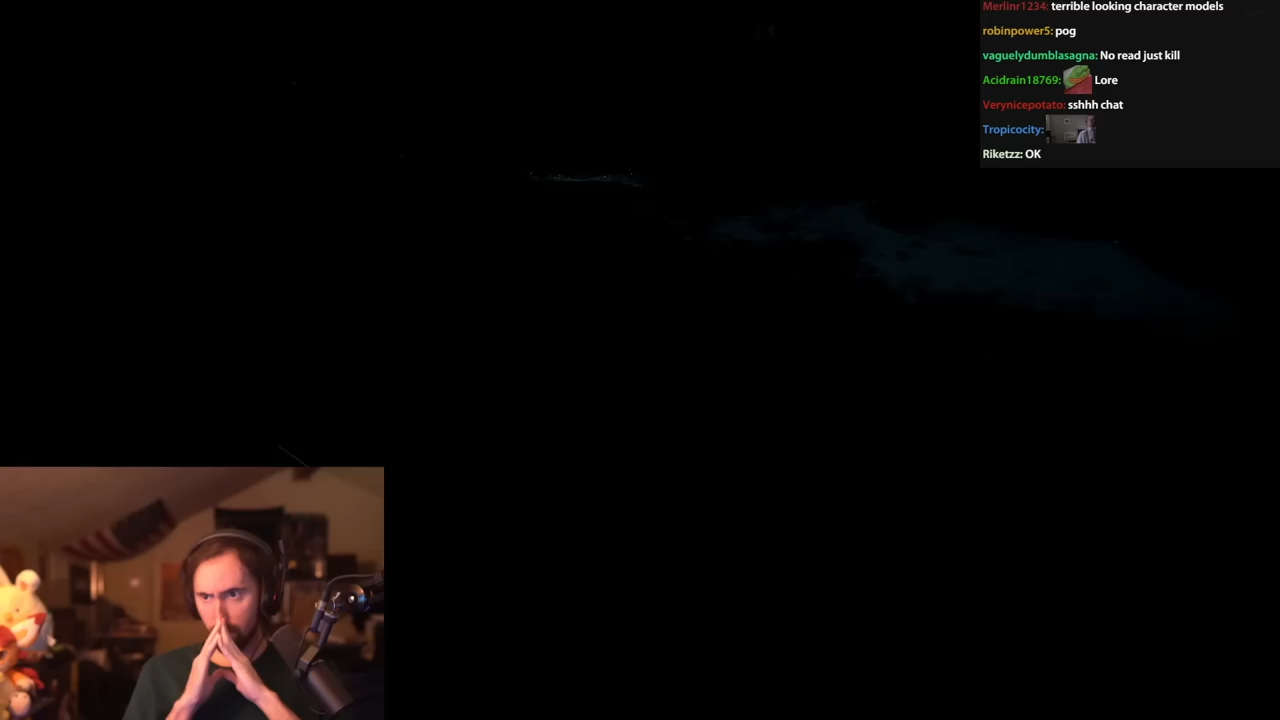 Merlinr1234: terrible looking character models
robinpower5: pog
vaguelydumblasagna: No read just kill
Acidrain18769: Lore
Verynicepotato: sshhh chat
Tropicocity:
Riketzz: OK